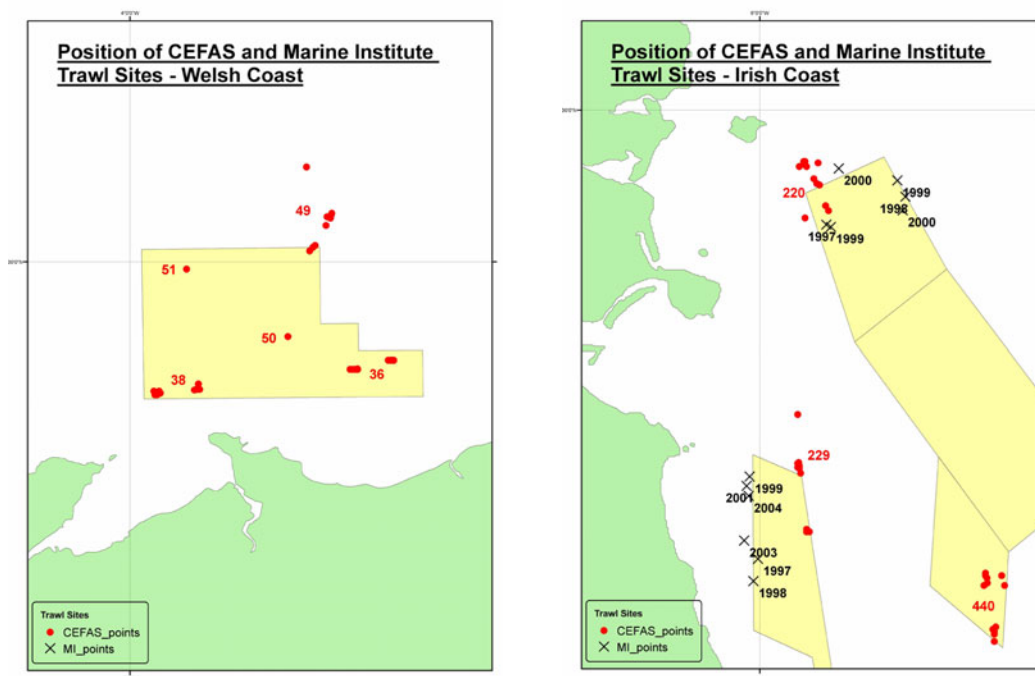 Position of CEFAS and Marine Institute
Trawl Sites - Welsh Coast
49
51
50
38
36
Trawl Sites
CEFAS_points
MI_points
Position of CEFAS and Marine Institute
Trawl Sites - Irish Coast
220
2000
1999
1998
2000
1997
1999
229
1999
2001
2004
2003
1997
1998
440
Trawl Sites
CEFAS_points
MI_points